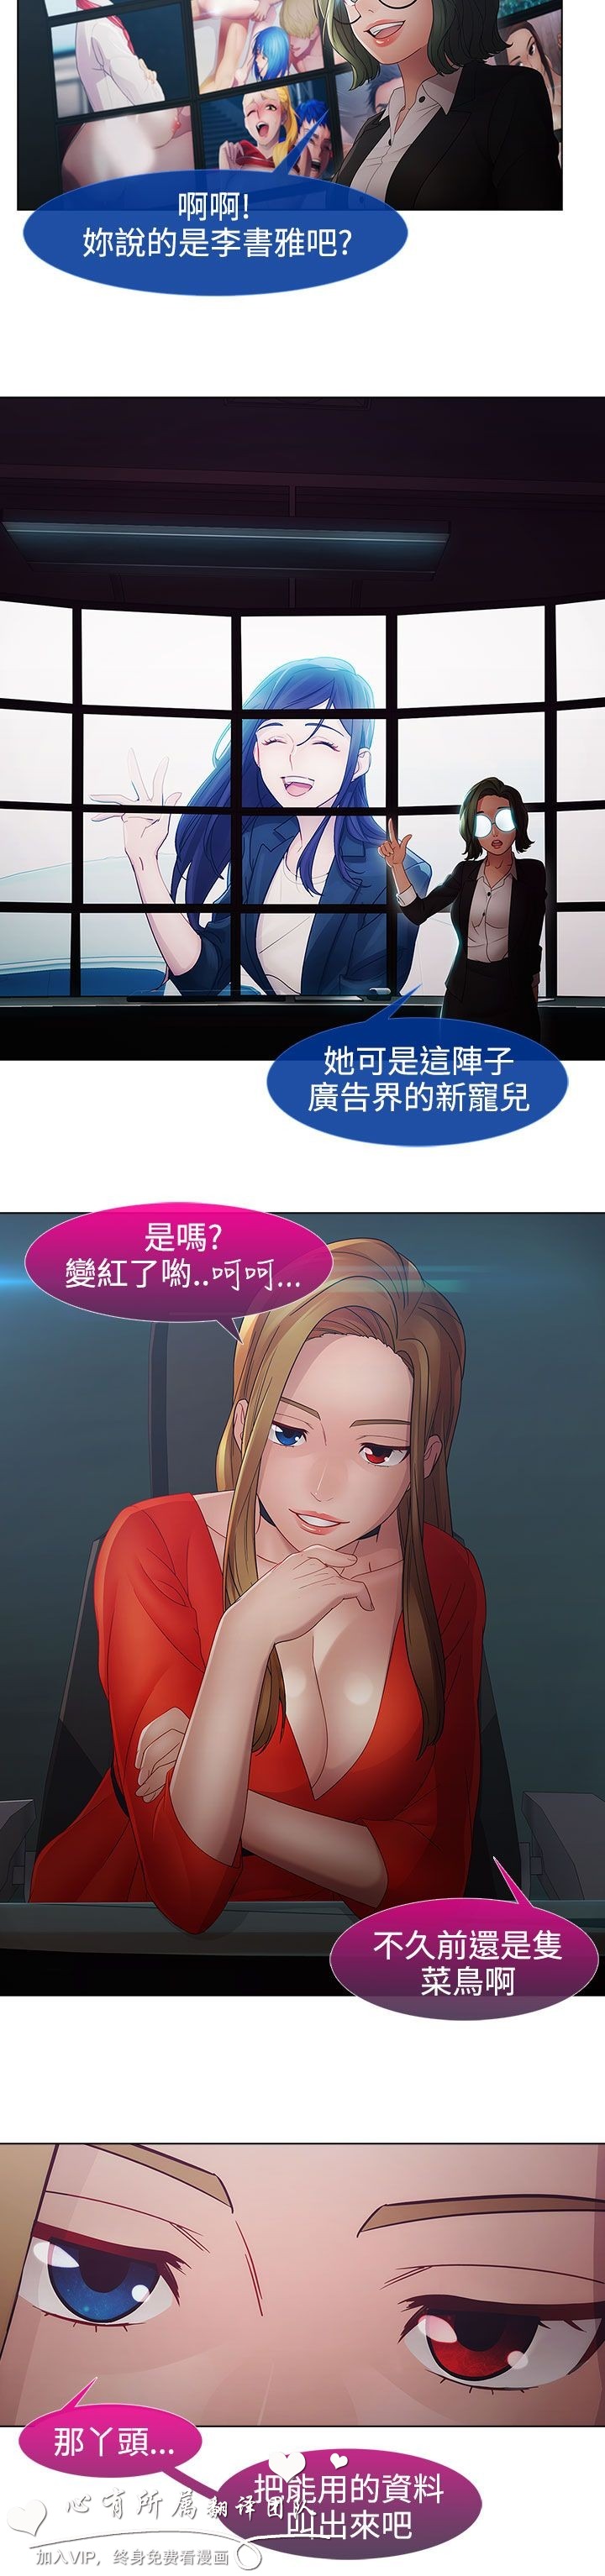 啊啊!
妳說的是李書雅吧?
她可是這陣子
廣告界的新寵兒
是嗎?
變紅了喲..呵呵...
不久前還是隻
菜鳥啊
那丫頭...
把能用的資料
叫出來吧
心有所属翻译团队
加入VIP，终身免费看漫画